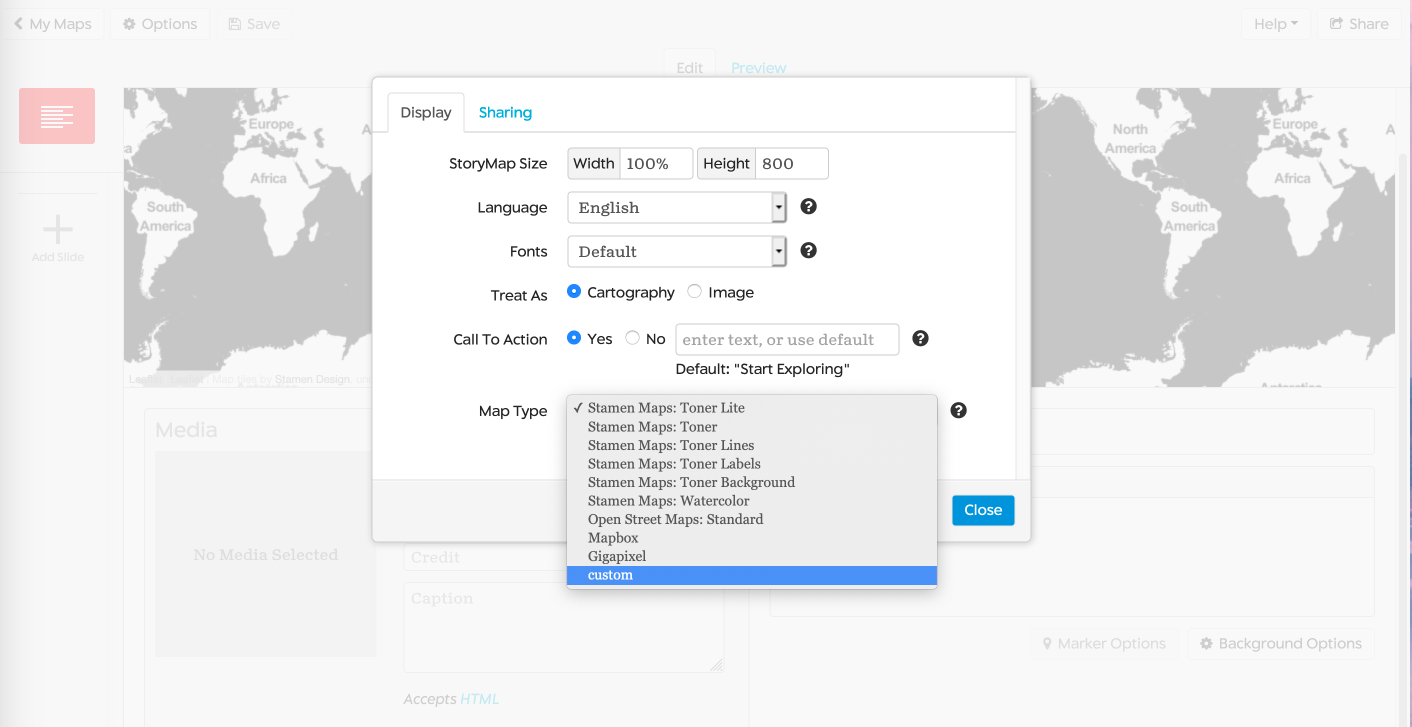 My Maps Options Save Help Share
Edit Preview
Display Sharing
StoryMap Size Width 100% Height 800
Language English
Fonts Default
Treat As Cartography Image
Call To Action Yes No enter text, or use default
Default: "Start Exploring"
Map Type
✓ Stamen Maps: Toner Lite
Stamen Maps: Toner
Stamen Maps: Toner Lines
Stamen Maps: Toner Labels
Stamen Maps: Toner Background
Stamen Maps: Watercolor
Open Street Maps: Standard
Mapbox
Gigapixel
custom
Close
Add Slide
Europe
Africa
South
America
North
America
Europe
Africa
South
America
Antarctica
Map tiles by Stamen Design,
Media
No Media Selected
Credit
Caption
Accepts HTML
Marker Options Background Options